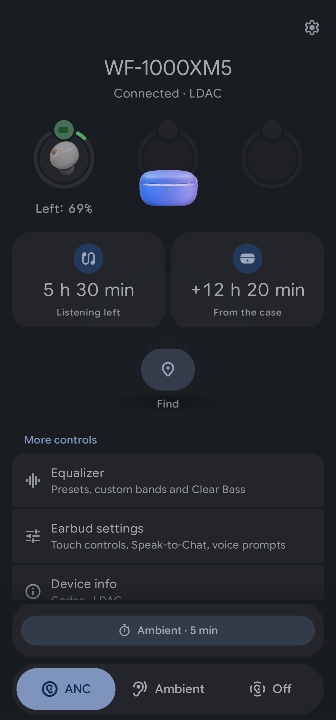 WF-1000XM5
Connected · LDAC
Left: 69%
5 h 30 min
Listening left
+12 h 20 min
From the case
Find
More controls
Equalizer
Presets, custom bands and Clear Bass
Earbud settings
Touch controls, Speak-to-Chat, voice prompts
Device info
Ambient · 5 min
ANC
Ambient
Off